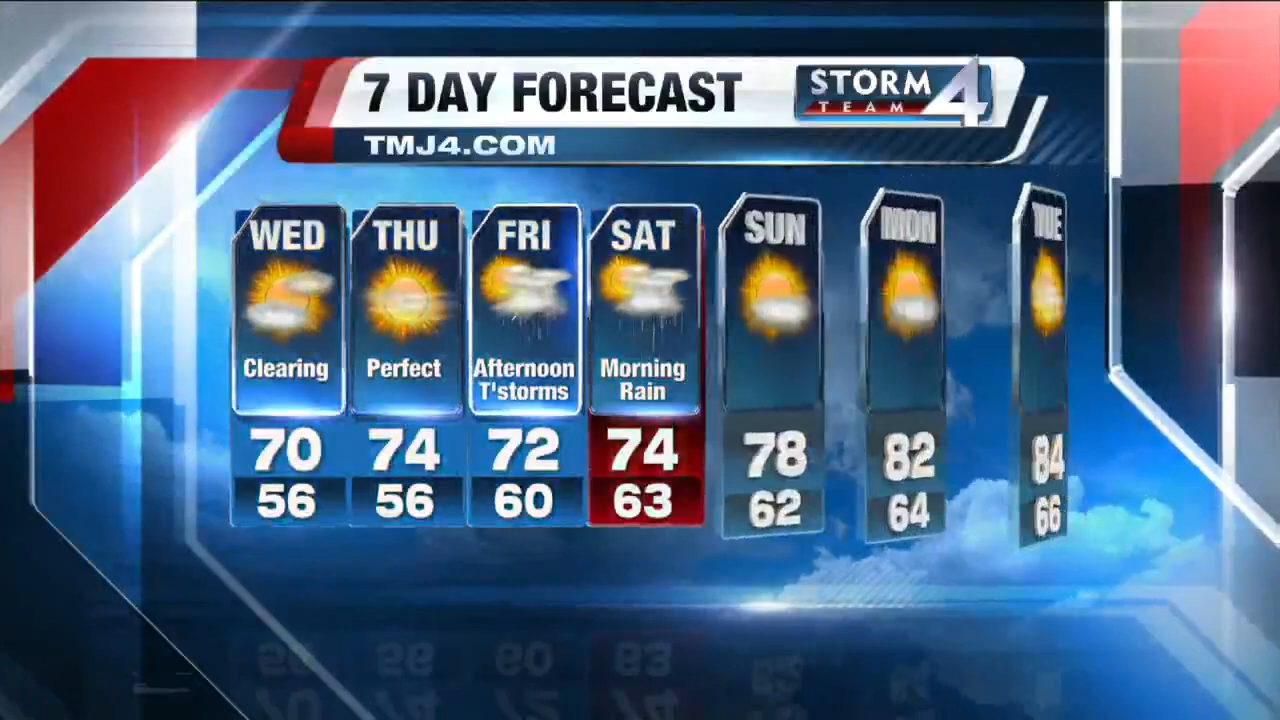 7 DAY FORECAST
STORM 4
TEAM
TMJ4.COM
WED THU FRI SAT SUN MON TUE
Clearing Perfect Afternoon T'storms Morning Rain
70 74 72 74 78 82 84
56 56 60 63 62 64 66